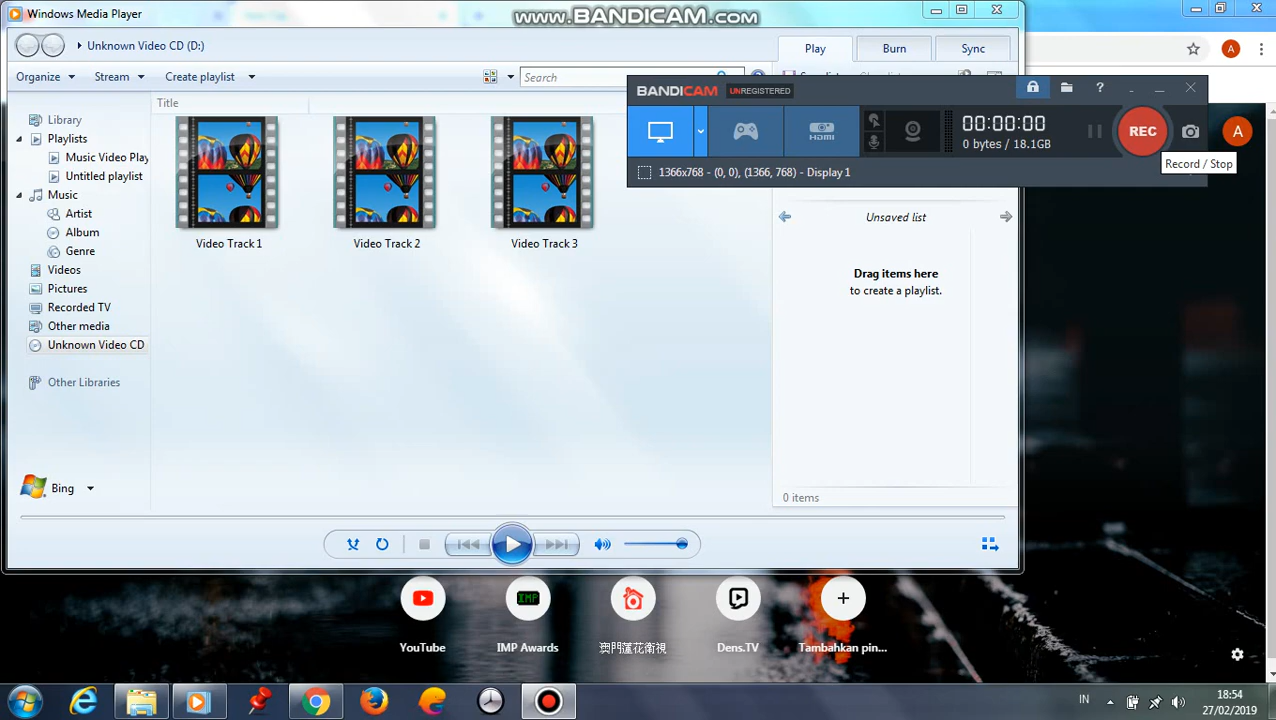 Windows Media Player
www.BANDICAM.com
Unknown Video CD (D:)
Play
Burn
Sync
Organize
Stream
Create playlist
Search
Title
Library
Playlists
Music Video Play
Untitled playlist
Music
Artist
Album
Genre
Videos
Pictures
Recorded TV
Other media
Unknown Video CD
Other Libraries
Bing
Video Track 1
Video Track 2
Video Track 3
BANDICAM
UNREGISTERED
?
HDMI
00:00:00
0 bytes / 18.1GB
REC
A
A
Record / Stop
1366x768 - (0, 0), (1366, 768) - Display 1
Unsaved list
Drag items here
to create a playlist.
0 items
YouTube
IMP
IMP Awards
澳門蓮花衛視
Dens.TV
Tambahkan pin...
IN
18:54
27/02/2019